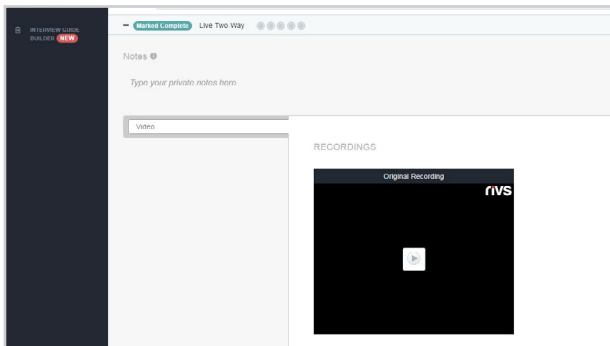 INTERVIEW GUIDE
BUILDER NEW
Marked Complete Live Two Way
Notes
Type your private notes here
Video
RECORDINGS
Original Recording
rivs